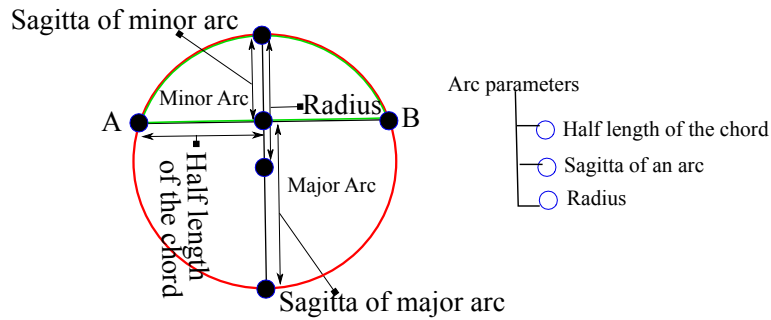 Sagitta of minor arc
Minor Arc
Radius
A
B
Half length
of the chord
Major Arc
Sagitta of major arc
Arc parameters
Half length of the chord
Sagitta of an arc
Radius